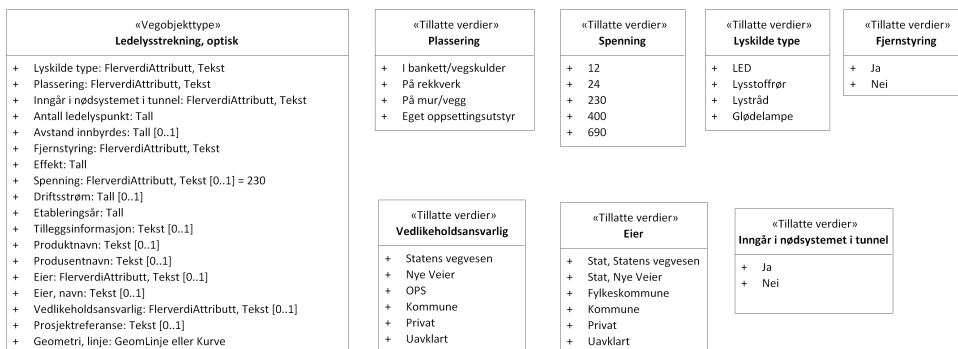 «Vegobjekttype»
Ledelysstrekning, optisk
+ Lyskilde type: FlerverdiAttributt, Tekst
+ Plassering: FlerverdiAttributt, Tekst
+ Inngår i nødsystemet i tunnel: FlerverdiAttributt, Tekst
+ Antall ledelyspunkt: Tall
+ Avstand innbyrdes: Tall [0..1]
+ Fjernstyring: FlerverdiAttributt, Tekst
+ Effekt: Tall
+ Spenning: FlerverdiAttributt, Tekst [0..1] = 230
+ Driftsstrøm: Tall [0..1]
+ Etableringsår: Tall
+ Tilleggsinformasjon: Tekst [0..1]
+ Produktnavn: Tekst [0..1]
+ Produsentnavn: Tekst [0..1]
+ Eier: FlerverdiAttributt, Tekst [0..1]
+ Eier, navn: Tekst [0..1]
+ Vedlikeholdsansvarlig: FlerverdiAttributt, Tekst [0..1]
+ Prosjektreferanse: Tekst [0..1]
+ Geometri, linje: GeomLinje eller Kurve
«Tillatte verdier»
Plassering
+ I bankett/vegskulder
+ På rekkverk
+ På mur/vegg
+ Eget oppsettingsutstyr
«Tillatte verdier»
Spenning
+ 12
+ 24
+ 230
+ 400
+ 690
«Tillatte verdier»
Lyskilde type
+ LED
+ Lysstoffrør
+ Lystråd
+ Glødelampe
«Tillatte verdier»
Fjernstyring
+ Ja
+ Nei
«Tillatte verdier»
Vedlikeholdsansvarlig
+ Statens vegvesen
+ Nye Veier
+ OPS
+ Kommune
+ Privat
+ Uavklart
«Tillatte verdier»
Eier
+ Stat, Statens vegvesen
+ Stat, Nye Veier
+ Fylkeskommune
+ Kommune
+ Privat
+ Uavklart
«Tillatte verdier»
Inngår i nødsystemet i tunnel
+ Ja
+ Nei